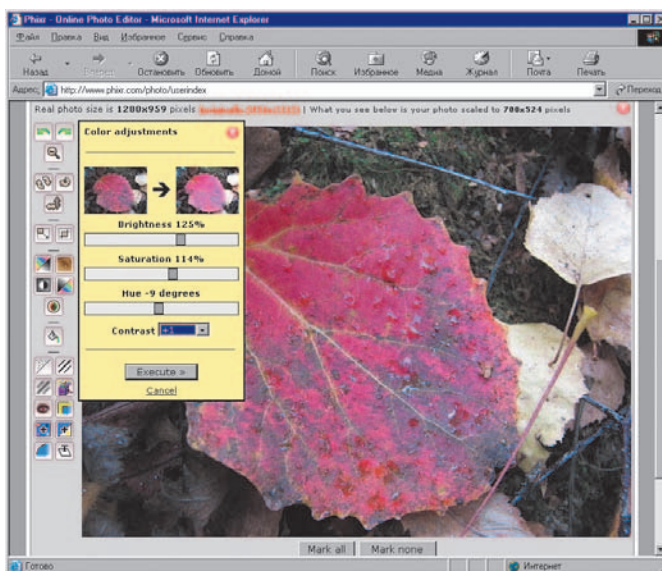 Phixr - Online Photo Editor - Microsoft Internet Explorer
Файл Правка Вид Избранное Сервис Справка
Назад Вперед Остановить Обновить Домой Поиск Избранное Медиа Журнал Почта Печать
Адрес: http://www.phixr.com/photo/userindex Переход
Real photo size is 1280x959 pixels | What you see below is your photo scaled to 700x524 pixels
Color adjustments
Brightness 125%
Saturation 114%
Hue -9 degrees
Contrast +1
Execute »
Cancel
Mark all Mark none
Готово Интернет